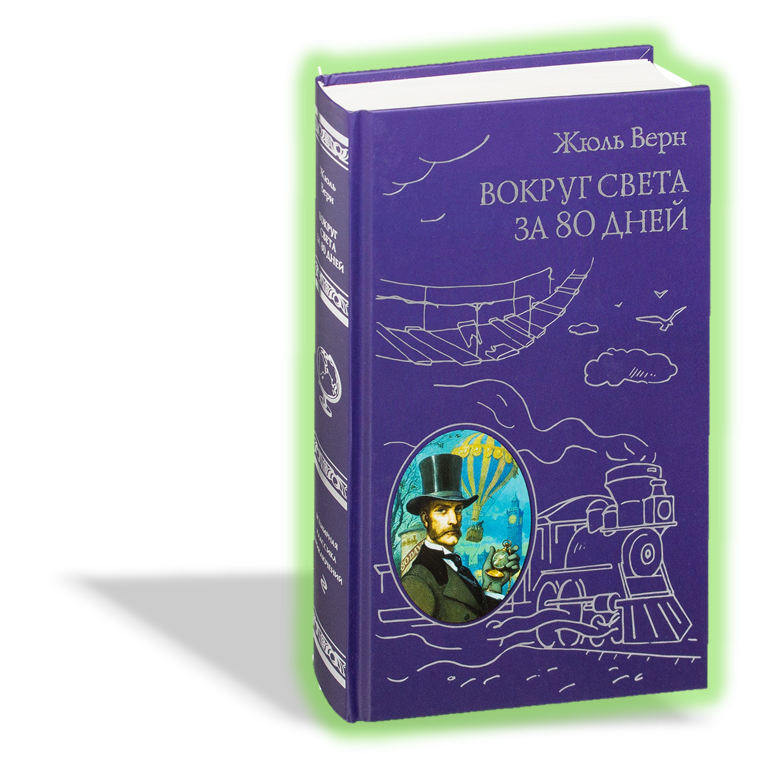 Жюль Верн
ВОКРУГ СВЕТА
ЗА 80 ДНЕЙ
Жюль
Верн
ВОКРУГ
СВЕТА
ЗА 80 ДНЕЙ